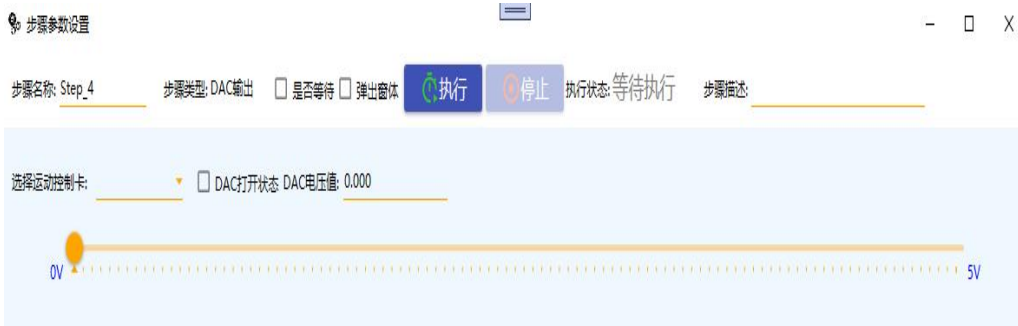 步骤参数设置
步骤名称: Step_4 步骤类型: DAC输出 是否等待 弹出窗体 执行 停止 执行状态: 等待执行 步骤描述:
选择运动控制卡: DAC打开状态 DAC电压值: 0.000
0V 5V